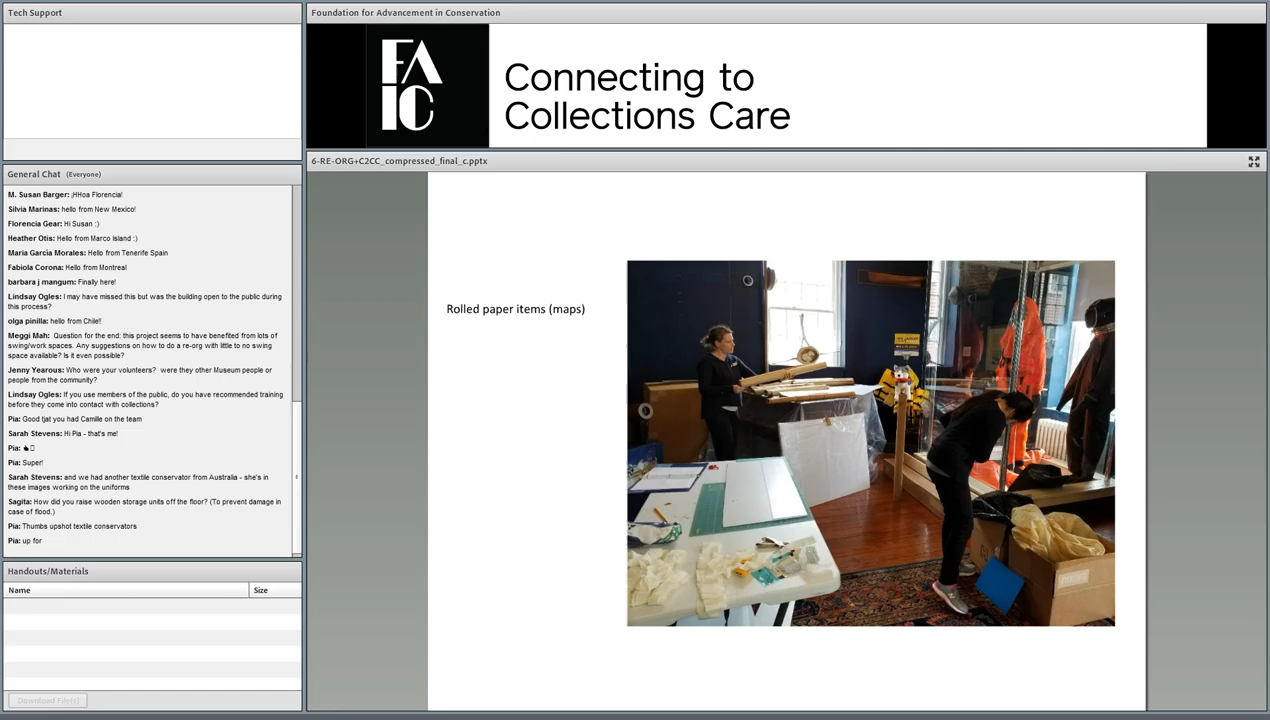 Tech Support
Foundation for Advancement in Conservation
FA
IC
Connecting to
Collections Care
General Chat (Everyone)
M. Susan Barger: ¡HHoa Florencia!
Silvia Marinas: hello from New Mexico!
Florencia Gear: Hi Susan :)
Heather Otis: Hello from Marco Island :)
Maria García Morales: Hello from Tenerife Spain
Fabiola Corona: Hello from Montreal
barbara j mangum: Finally here!
Lindsay Ogles: I may have missed this but was the building open to the public during
this process?
olga pinilla: hello from Chile!!
Meggi Mah: Question for the end: this project seems to have benefited from lots of
swing/work spaces. Any suggestions on how to do a re-org with little to no swing
space available? Is it even possible?
Jenny Yearous: Who were your volunteers? were they other Museum people or
people from the community?
Lindsay Ogles: If you use members of the public, do you have recommended training
before they come into contact with collections?
Pia: Good tjat you had Camille on the team
Sarah Stevens: Hi Pia - that's me!
Pia:
Pia: Super!
Sarah Stevens: and we had another textile conservator from Australia - she's in
these images working on the uniforms
Sagita: How did you raise wooden storage units off the floor? (To prevent damage in
case of flood.)
Pia: Thumbs upshot textile conservators
Pia: up for
Handouts/Materials
Name Size
Download File(s)
6-RE-ORG+C2CC_compressed_final_c.pptx
Rolled paper items (maps)